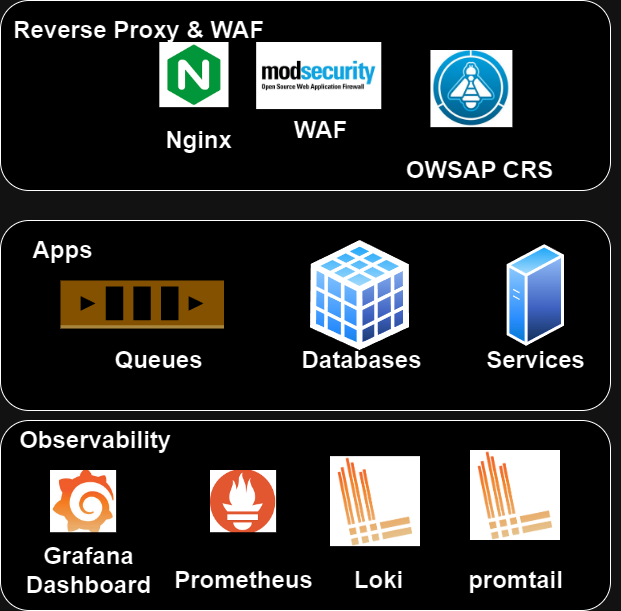 Reverse Proxy & WAF
modsecurity
Open Source Web Application Firewall
Nginx
WAF
OWSAP CRS
Apps
Queues
Databases
Services
Observability
Grafana
Dashboard
Prometheus
Loki
promtail